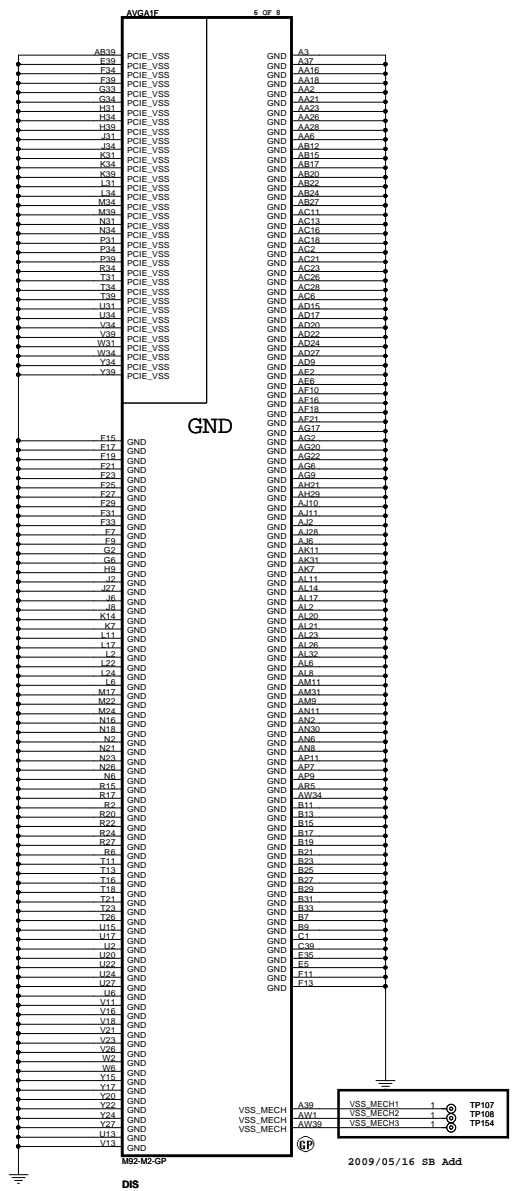 AVGA1F 6 OF 8
AB39 PCIE_VSS GND A3
E39 PCIE_VSS GND A37
F34 PCIE_VSS GND AA16
F39 PCIE_VSS GND AA18
G33 PCIE_VSS GND AA2
G34 PCIE_VSS GND AA21
H31 PCIE_VSS GND AA23
H34 PCIE_VSS GND AA26
H39 PCIE_VSS GND AA28
J31 PCIE_VSS GND AA6
J34 PCIE_VSS GND AB12
K31 PCIE_VSS GND AB15
K34 PCIE_VSS GND AB17
K39 PCIE_VSS GND AB20
L31 PCIE_VSS GND AB22
L34 PCIE_VSS GND AB24
M34 PCIE_VSS GND AB27
M39 PCIE_VSS GND AC11
N31 PCIE_VSS GND AC13
N34 PCIE_VSS GND AC16
P31 PCIE_VSS GND AC18
P34 PCIE_VSS GND AC2
P39 PCIE_VSS GND AC21
R34 PCIE_VSS GND AC23
T31 PCIE_VSS GND AC26
T34 PCIE_VSS GND AC28
T39 PCIE_VSS GND AC6
U31 PCIE_VSS GND AD15
U34 PCIE_VSS GND AD17
V34 PCIE_VSS GND AD20
V39 PCIE_VSS GND AD22
W31 PCIE_VSS GND AD24
W34 PCIE_VSS GND AD27
Y34 PCIE_VSS GND AD9
Y39 PCIE_VSS GND AE2
GND AE6
GND AF10
GND AF16
GND AF18
GND AF21
GND
GND AG17
F15 GND GND AG2
F17 GND GND AG20
F19 GND GND AG22
F21 GND GND AG6
F23 GND GND AG9
F25 GND GND AH21
F27 GND GND AH29
F29 GND GND AJ10
F31 GND GND AJ11
F33 GND GND AJ2
F7 GND GND AJ28
F9 GND GND AJ6
G2 GND GND AK11
G6 GND GND AK31
H9 GND GND AK7
J2 GND GND AL11
J27 GND GND AL14
J6 GND GND AL17
J8 GND GND AL2
K14 GND GND AL20
K7 GND GND AL21
L11 GND GND AL23
L17 GND GND AL26
L2 GND GND AL32
L22 GND GND AL6
L24 GND GND AL8
L6 GND GND AM11
M17 GND GND AM31
M22 GND GND AM9
M24 GND GND AN11
N16 GND GND AN2
N18 GND GND AN30
N2 GND GND AN6
N21 GND GND AN8
N23 GND GND AP11
N26 GND GND AP7
N6 GND GND AP9
R15 GND GND AR5
R17 GND GND AW34
R2 GND GND B11
R20 GND GND B13
R22 GND GND B15
R24 GND GND B17
R27 GND GND B19
R6 GND GND B21
T11 GND GND B23
T13 GND GND B25
T16 GND GND B27
T18 GND GND B29
T21 GND GND B31
T23 GND GND B33
T26 GND GND B7
U15 GND GND B9
U17 GND GND C1
U2 GND GND C39
U20 GND GND E35
U22 GND GND E5
U24 GND GND F11
U27 GND GND F13
U6 GND
V11 GND
V16 GND
V18 GND
V21 GND
V23 GND
V26 GND
W2 GND
W6 GND
Y15 GND
Y17 GND
Y20 GND
Y22 GND VSS_MECH A39 VSS_MECH1 1 TP107
Y24 GND VSS_MECH AW1 VSS_MECH2 1 TP108
Y27 GND VSS_MECH AW39 VSS_MECH3 1 TP154
U13 GND
V13 GND
GP
M92-M2-GP
2009/05/16 SB Add
DIS